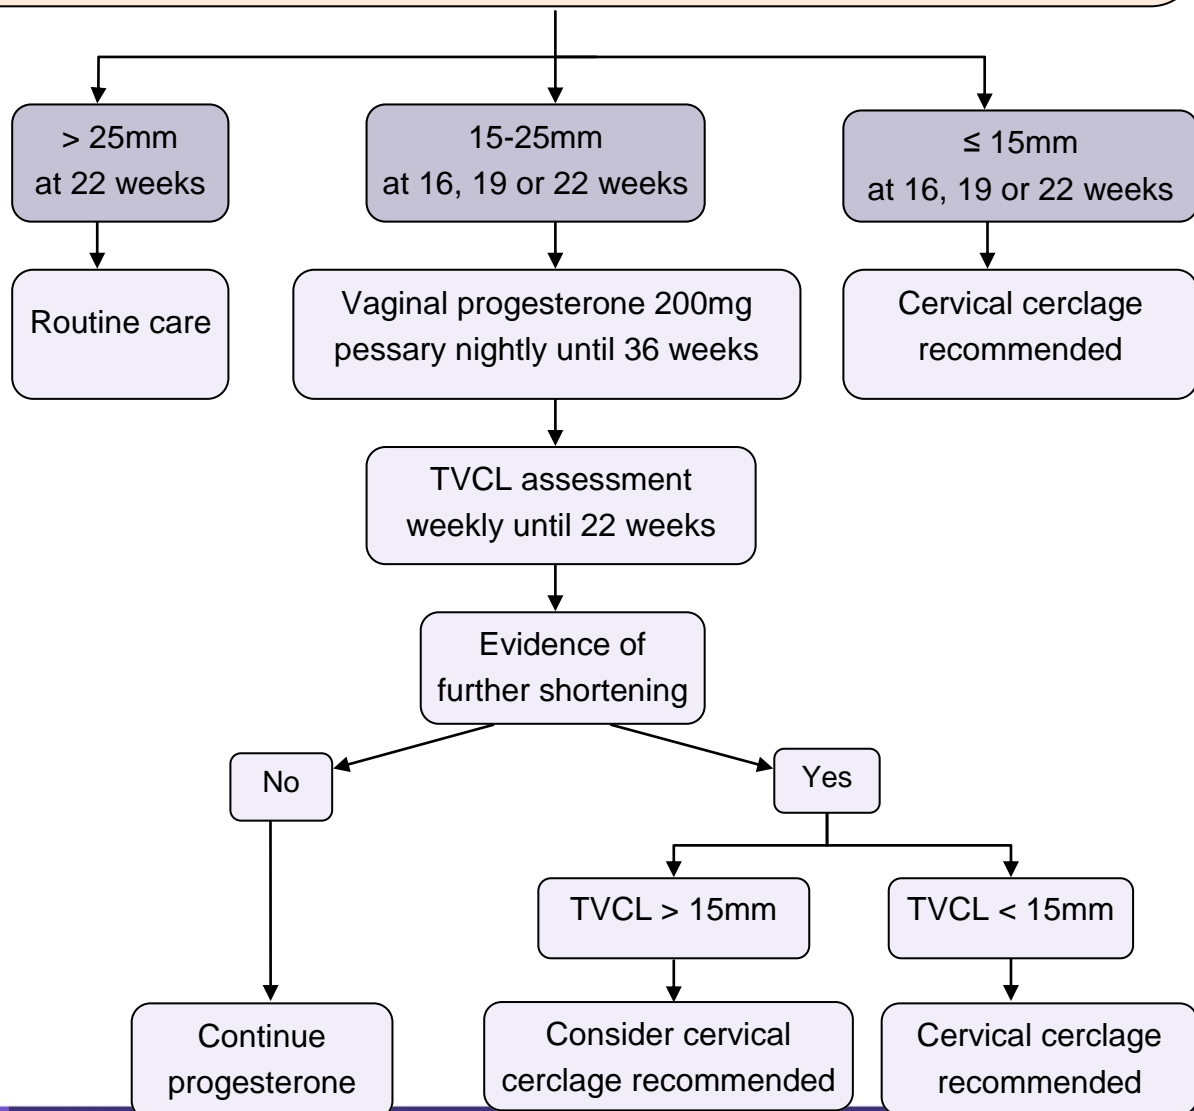 > 25mm
at 22 weeks
15-25mm
at 16, 19 or 22 weeks
≤ 15mm
at 16, 19 or 22 weeks
Routine care
Vaginal progesterone 200mg
pessary nightly until 36 weeks
Cervical cerclage
recommended
TVCL assessment
weekly until 22 weeks
Evidence of
further shortening
No
Yes
TVCL > 15mm
TVCL < 15mm
Continue
progesterone
Consider cervical
cerclage recommended
Cervical cerclage
recommended